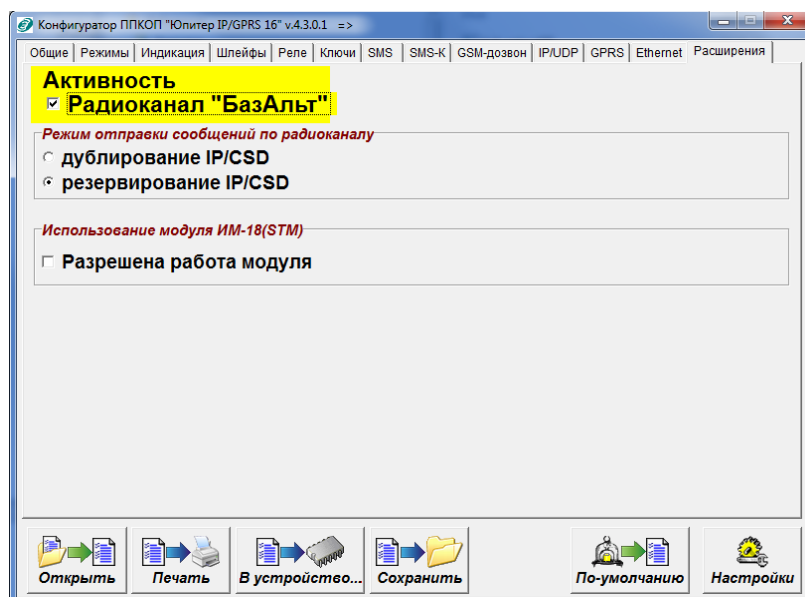 Конфигуратор ППКОП "Юпитер IP/GPRS 16" v.4.3.0.1 =>
Общие Режимы Индикация Шлейфы Реле Ключи SMS SMS-K GSM-дозвон IP/UDP GPRS Ethernet Расширения
Активность
Радиоканал "БазАльт"
Режим отправки сообщений по радиоканалу
дублирование IP/CSD
резервирование IP/CSD
Использование модуля ИМ-18(STM)
Разрешена работа модуля
Открыть Печать В устройство... Сохранить По-умолчанию Настройки